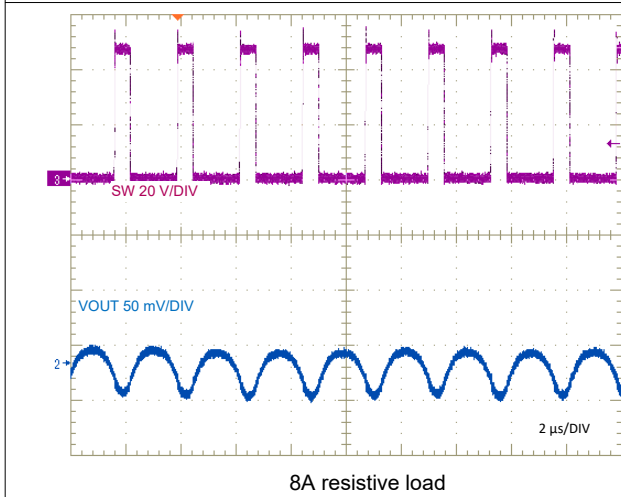 3
SW 20 V/DIV
VOUT 50 mV/DIV
2
2 µs/DIV
8A resistive load